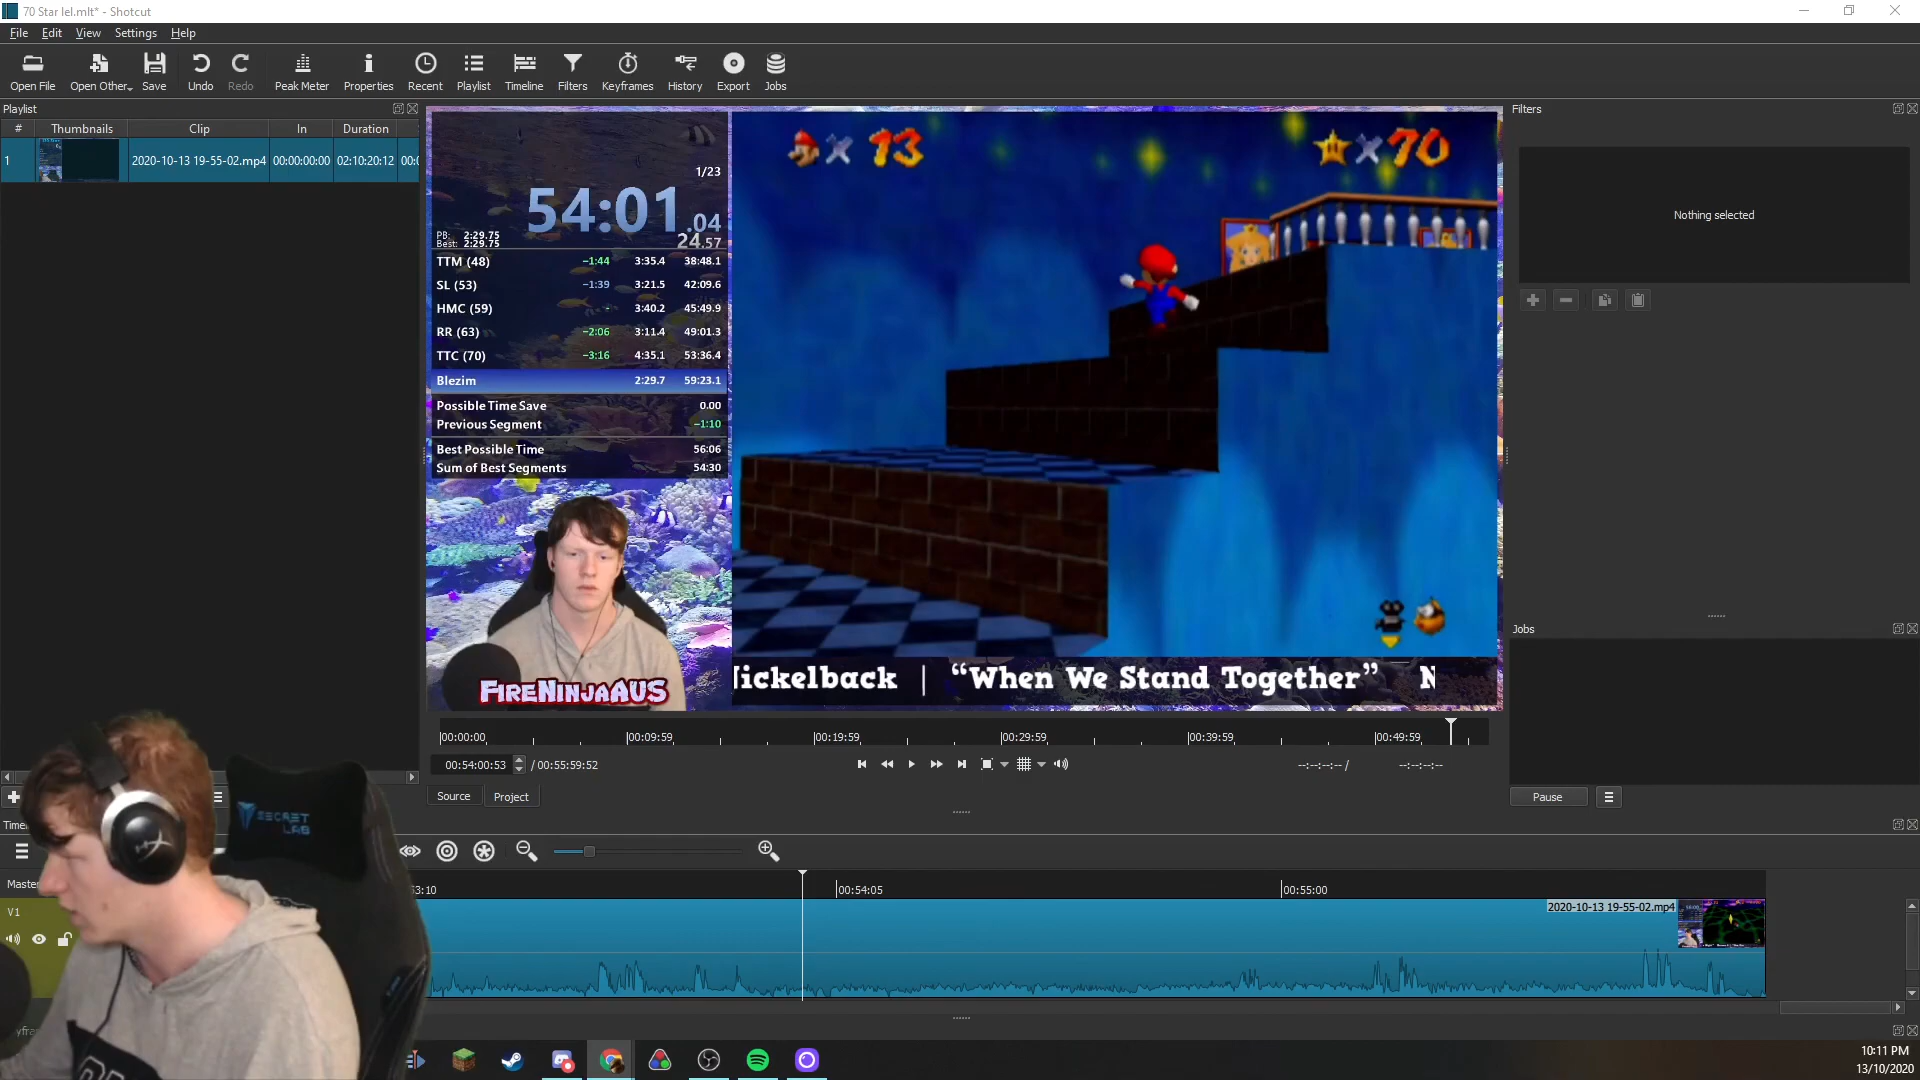 70 Star lel.mlt* - Shotcut
File Edit View Settings Help
Open File Open Other Save Undo Redo Peak Meter Properties Recent Playlist Timeline Filters Keyframes History Export Jobs
Playlist
# Thumbnails Clip In Duration
1 2020-10-13 19-55-02.mp4 00:00:00:00 02:10:20:12 00:0
1/23
54:01.04
PB: 2:29.75
Best: 2:29.75
24.57
TTM (48) −1:44 3:35.4 38:48.1
SL (53) −1:39 3:21.5 42:09.6
HMC (59) - 3:40.2 45:49.9
RR (63) −2:06 3:11.4 49:01.3
TTC (70) −3:16 4:35.1 53:36.4
Blezim 2:29.7 59:23.1
Possible Time Save 0.00
Previous Segment −1:10
Best Possible Time 56:06
Sum of Best Segments 54:30
FIRENINJAAUS
x 13
x 70
Nickelback | “When We Stand Together” N
Filters
Nothing selected
Jobs
Pause
00:00:00 00:09:59 00:19:59 00:29:59 00:39:59 00:49:59
00:54:00:53 / 00:55:59:52
--:--:--:-- / --:--:--:--
Source Project
Timel
Master
53:10 00:54:05 00:55:00
V1
2020-10-13 19-55-02.mp4
SECRET LAB
yfram
10:11 PM
13/10/2020